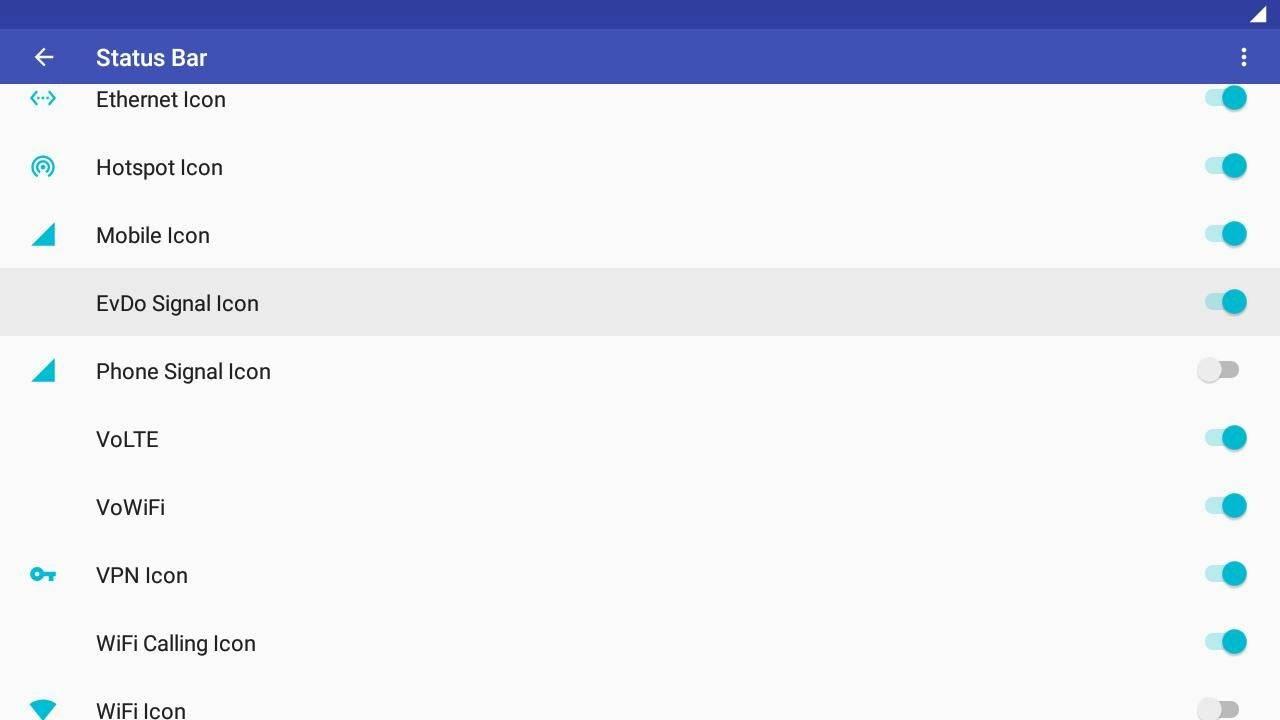 Status Bar
Ethernet Icon
Hotspot Icon
Mobile Icon
EvDo Signal Icon
Phone Signal Icon
VoLTE
VoWiFi
VPN Icon
WiFi Calling Icon
WiFi Icon